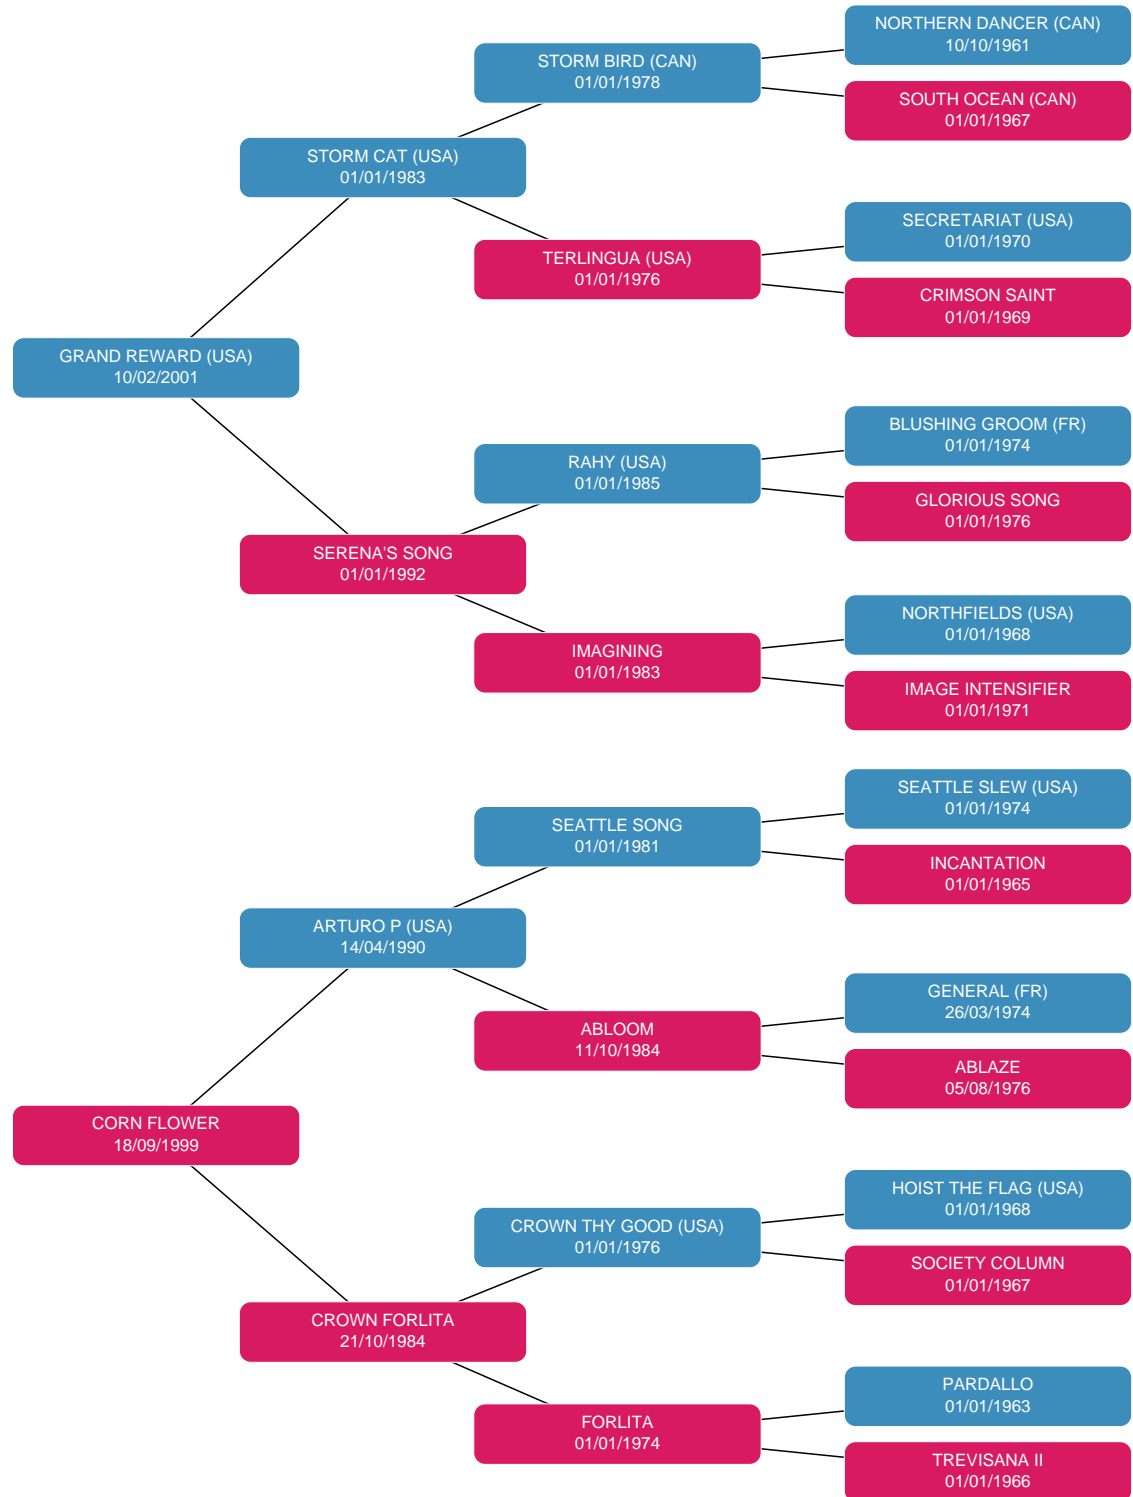 NORTHERN DANCER (CAN)
10/10/1961
STORM BIRD (CAN)
01/01/1978
SOUTH OCEAN (CAN)
01/01/1967
STORM CAT (USA)
01/01/1983
SECRETARIAT (USA)
01/01/1970
TERLINGUA (USA)
01/01/1976
CRIMSON SAINT
01/01/1969
GRAND REWARD (USA)
10/02/2001
BLUSHING GROOM (FR)
01/01/1974
RAHY (USA)
01/01/1985
GLORIOUS SONG
01/01/1976
SERENA'S SONG
01/01/1992
NORTHFIELDS (USA)
01/01/1968
IMAGINING
01/01/1983
IMAGE INTENSIFIER
01/01/1971
SEATTLE SLEW (USA)
01/01/1974
SEATTLE SONG
01/01/1981
INCANTATION
01/01/1965
ARTURO P (USA)
14/04/1990
GENERAL (FR)
26/03/1974
ABLOOM
11/10/1984
ABLAZE
05/08/1976
CORN FLOWER
18/09/1999
HOIST THE FLAG (USA)
01/01/1968
CROWN THY GOOD (USA)
01/01/1976
SOCIETY COLUMN
01/01/1967
CROWN FORLITA
21/10/1984
PARDALLO
01/01/1963
FORLITA
01/01/1974
TREVISANA II
01/01/1966